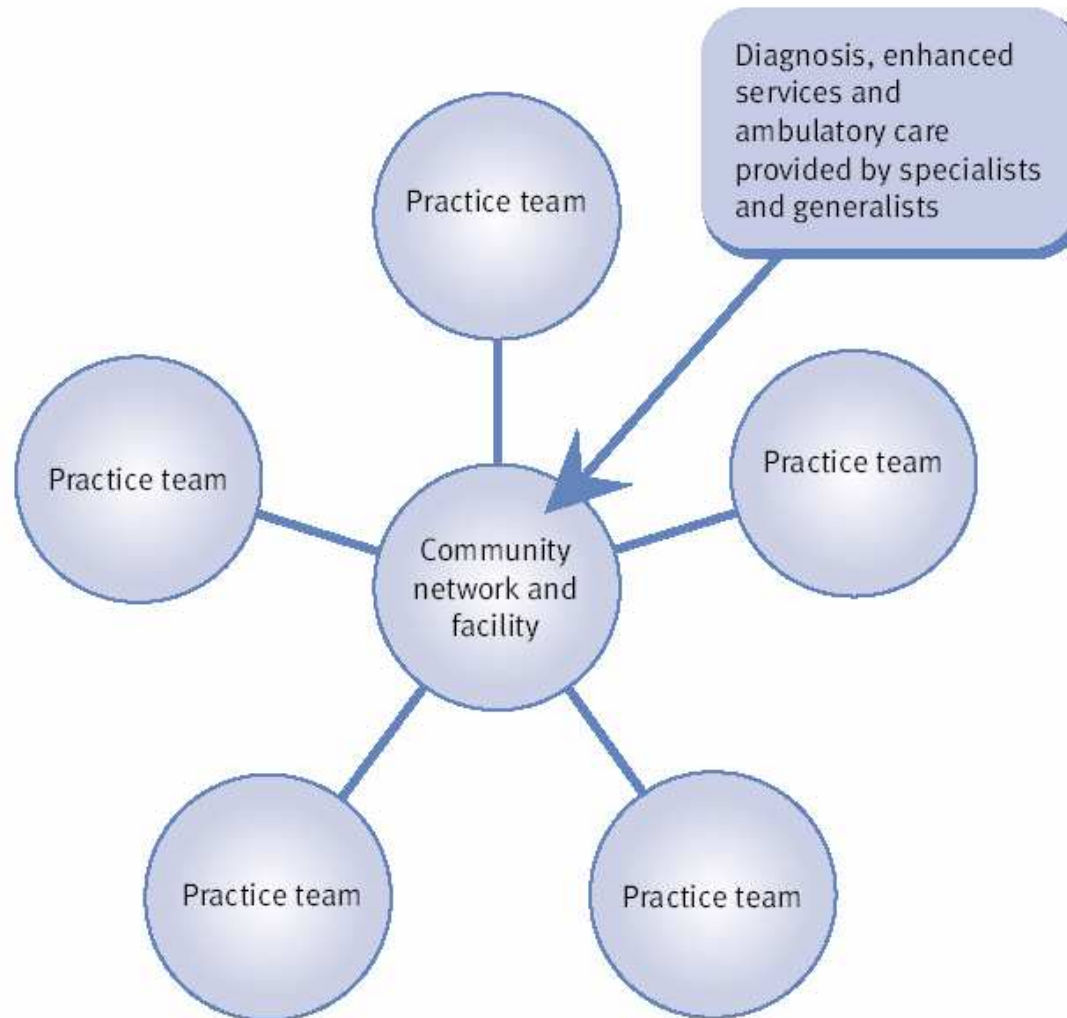 Diagnosis, enhanced
services and
ambulatory care
provided by specialists
and generalists
Practice team
Practice team
Practice team
Community
network and
facility
Practice team
Practice team